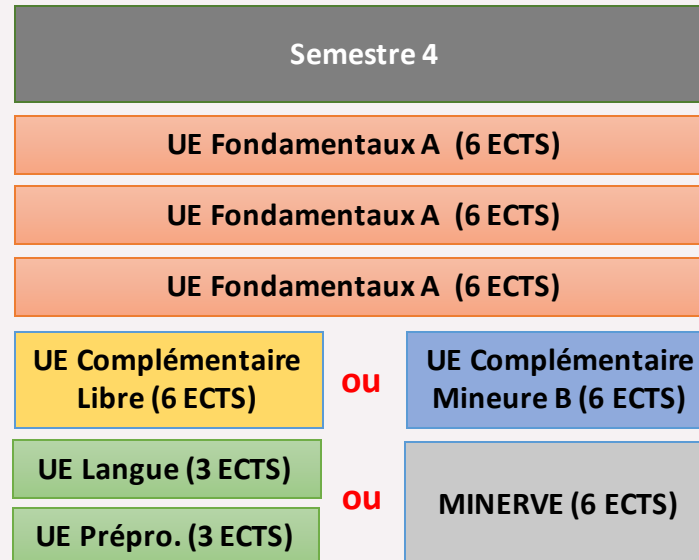 Semestre 4
UE Fondamentaux A (6 ECTS)
UE Fondamentaux A (6 ECTS)
UE Fondamentaux A (6 ECTS)
UE Complémentaire
Libre (6 ECTS)
ou
UE Complémentaire
Mineure B (6 ECTS)
UE Langue (3 ECTS)
UE Prépro. (3 ECTS)
ou
MINERVE (6 ECTS)